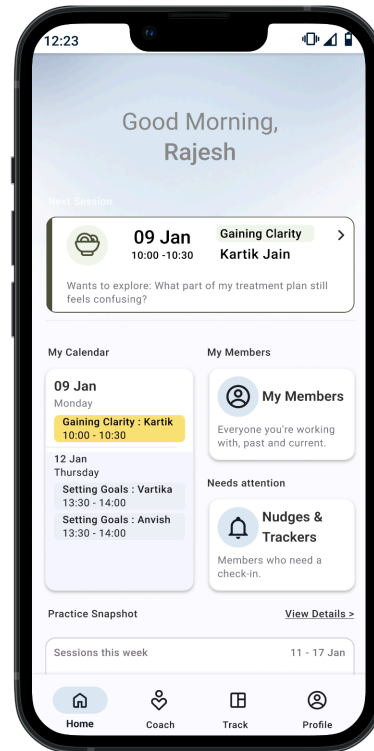 12:23
Good Morning,
Rajesh
Next Session
09 Jan
10:00 -10:30
Gaining Clarity
Kartik Jain
>
Wants to explore: What part of my treatment plan still
feels confusing?
My Calendar
09 Jan
Monday
Gaining Clarity : Kartik
10:00 - 10:30
12 Jan
Thursday
Setting Goals : Vartika
13:30 - 14:00
Setting Goals : Anvish
13:30 - 14:00
My Members
My Members
Everyone you're working
with, past and current.
Needs attention
Nudges &
Trackers
Members who need a
check-in.
Practice Snapshot
View Details >
Sessions this week
11 - 17 Jan
Home
Coach
Track
Profile